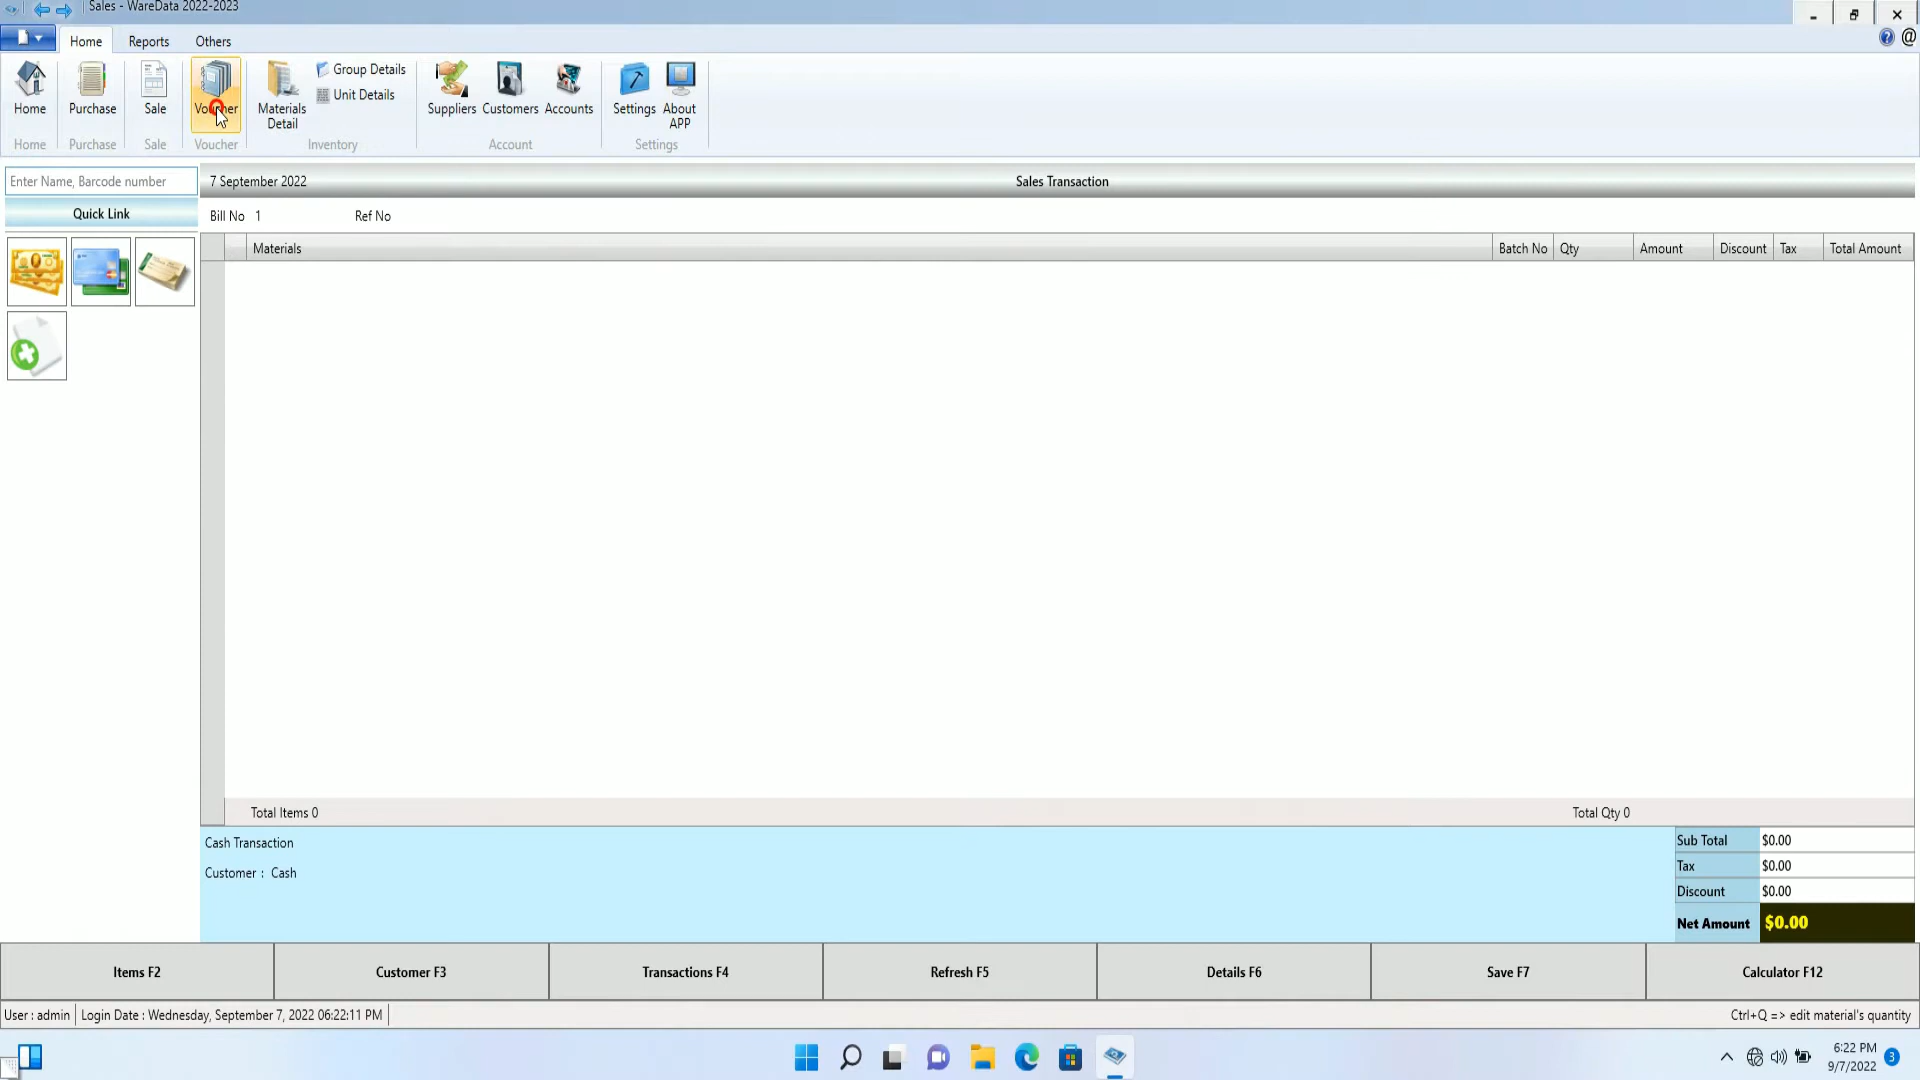 Sales - WareData 2022-2023
Home Reports Others
Home Purchase Sale Voucher Materials Detail Group Details Unit Details Suppliers Customers Accounts Settings About APP
Home Purchase Sale Voucher Inventory Account Settings
Enter Name, Barcode number
7 September 2022 Sales Transaction
Quick Link
Bill No 1 Ref No
Materials Batch No Qty Amount Discount Tax Total Amount
Total Items 0 Total Qty 0
Cash Transaction
Customer : Cash
Sub Total $0.00
Tax $0.00
Discount $0.00
Net Amount $0.00
Items F2 Customer F3 Transactions F4 Refresh F5 Details F6 Save F7 Calculator F12
User : admin Login Date : Wednesday, September 7, 2022 06:22:11 PM Ctrl+Q => edit material's quantity
6:22 PM
9/7/2022 3